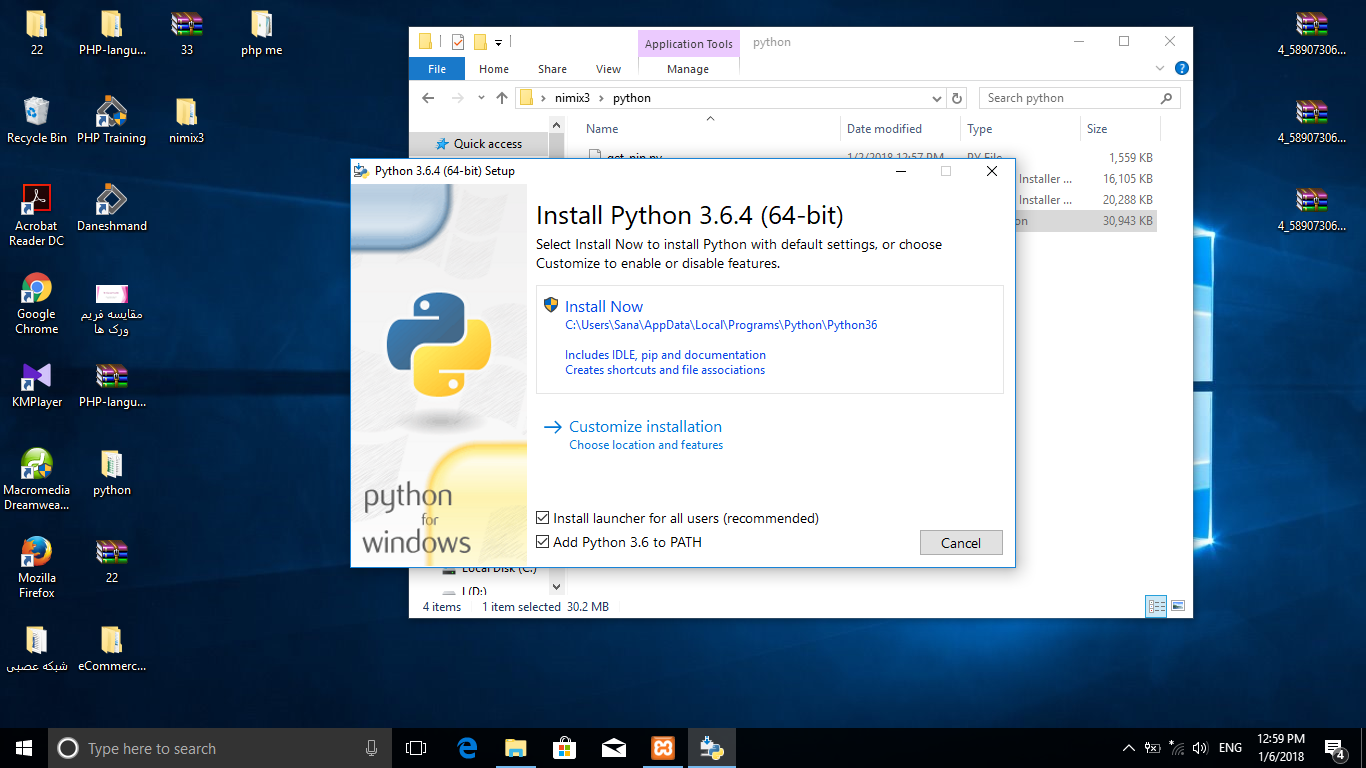 22
PHP-langu...
33
php me
Recycle Bin
PHP Training
nimix3
Acrobat
Reader DC
Daneshmand
Google
Chrome
مقایسه فریم
ورک ها
KMPlayer
PHP-langu...
Macromedia
Dreamwea...
python
Mozilla
Firefox
22
شبکه عصبی
eCommerc...
4_58907306...
4_58907306...
4_58907306...
Application Tools
python
File
Home
Share
View
Manage
nimix3
python
Search python
Quick access
Name
Date modified
Type
Size
1/2/2018 12:57 PM
PY File
1,559 KB
Installer ...
16,105 KB
Installer ...
20,288 KB
30,943 KB
Python 3.6.4 (64-bit) Setup
Install Python 3.6.4 (64-bit)
Select Install Now to install Python with default settings, or choose
Customize to enable or disable features.
Install Now
C:\Users\Sana\AppData\Local\Programs\Python\Python36
Includes IDLE, pip and documentation
Creates shortcuts and file associations
Customize installation
Choose location and features
python
for
windows
Install launcher for all users (recommended)
Add Python 3.6 to PATH
Cancel
Local Disk (C:)
4 items
1 item selected 30.2 MB
Type here to search
ENG
12:59 PM
1/6/2018
4